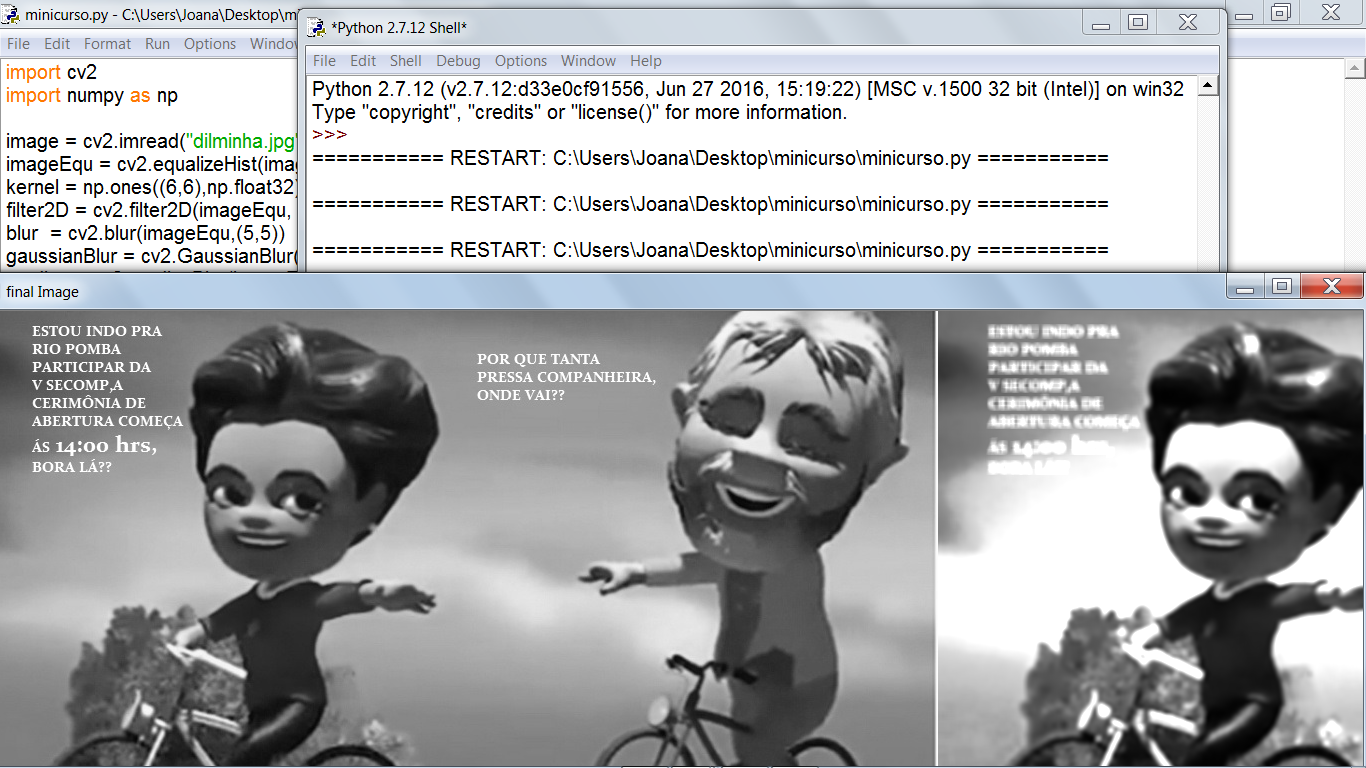 minicurso.py - C:\Users\Joana\Desktop\m
File Edit Format Run Options Window
import cv2
import numpy as np
image = cv2.imread("dilminha.jpg"
imageEqu = cv2.equalizeHist(imag
kernel = np.ones((6,6),np.float32)
filter2D = cv2.filter2D(imageEqu,
blur = cv2.blur(imageEqu,(5,5))
gaussianBlur = cv2.GaussianBlur(
*Python 2.7.12 Shell*
File Edit Shell Debug Options Window Help
Python 2.7.12 (v2.7.12:d33e0cf91556, Jun 27 2016, 15:19:22) [MSC v.1500 32 bit (Intel)] on win32
Type "copyright", "credits" or "license()" for more information.
>>>
=========== RESTART: C:\Users\Joana\Desktop\minicurso\minicurso.py ===========
=========== RESTART: C:\Users\Joana\Desktop\minicurso\minicurso.py ===========
=========== RESTART: C:\Users\Joana\Desktop\minicurso\minicurso.py ===========
final Image
ESTOU INDO PRA
RIO POMBA
PARTICIPAR DA
V SECOMP,A
CERIMÔNIA DE
ABERTURA COMEÇA
ÁS 14:00 hrs,
BORA LÁ??
POR QUE TANTA
PRESSA COMPANHEIRA,
ONDE VAI??
ESTOU INDO PRA
RIO POMBA
PARTICIPAR DA
V SECOMP,A
CERIMÔNIA DE
ABERTURA COMEÇA
ÁS 14:00 hrs,
BORA LÁ??